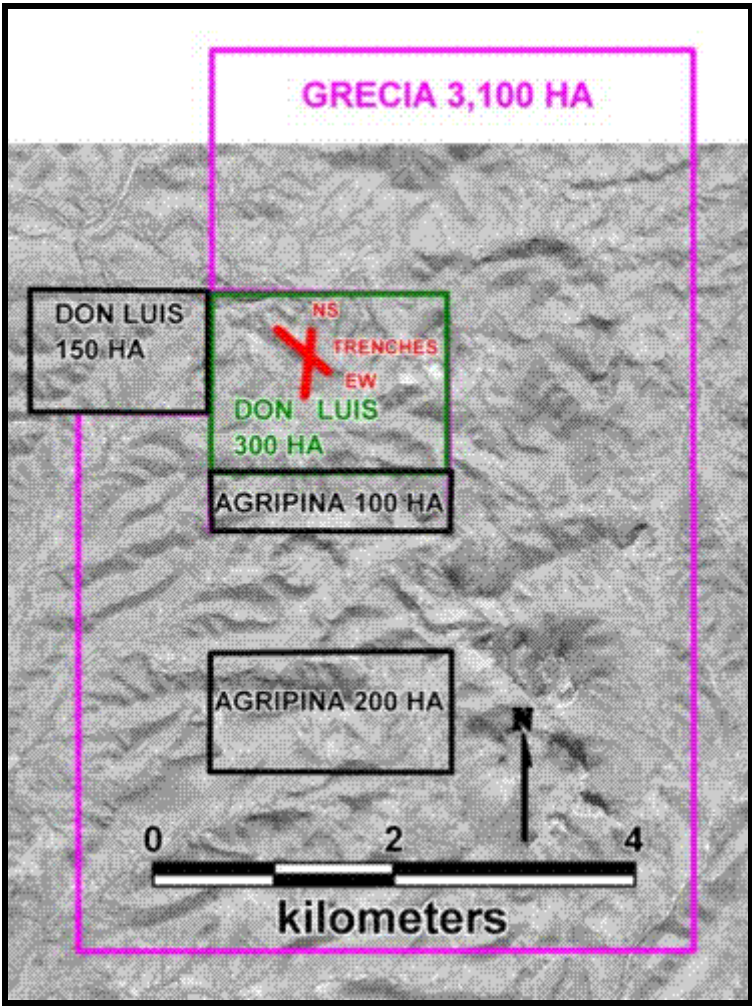 GRECIA 3,100 HA
DON LUIS
150 HA
NS
TRENCHES
EW
DON LUIS
300 HA
AGRIPINA 100 HA
AGRIPINA 200 HA
N
0 2 4
kilometers